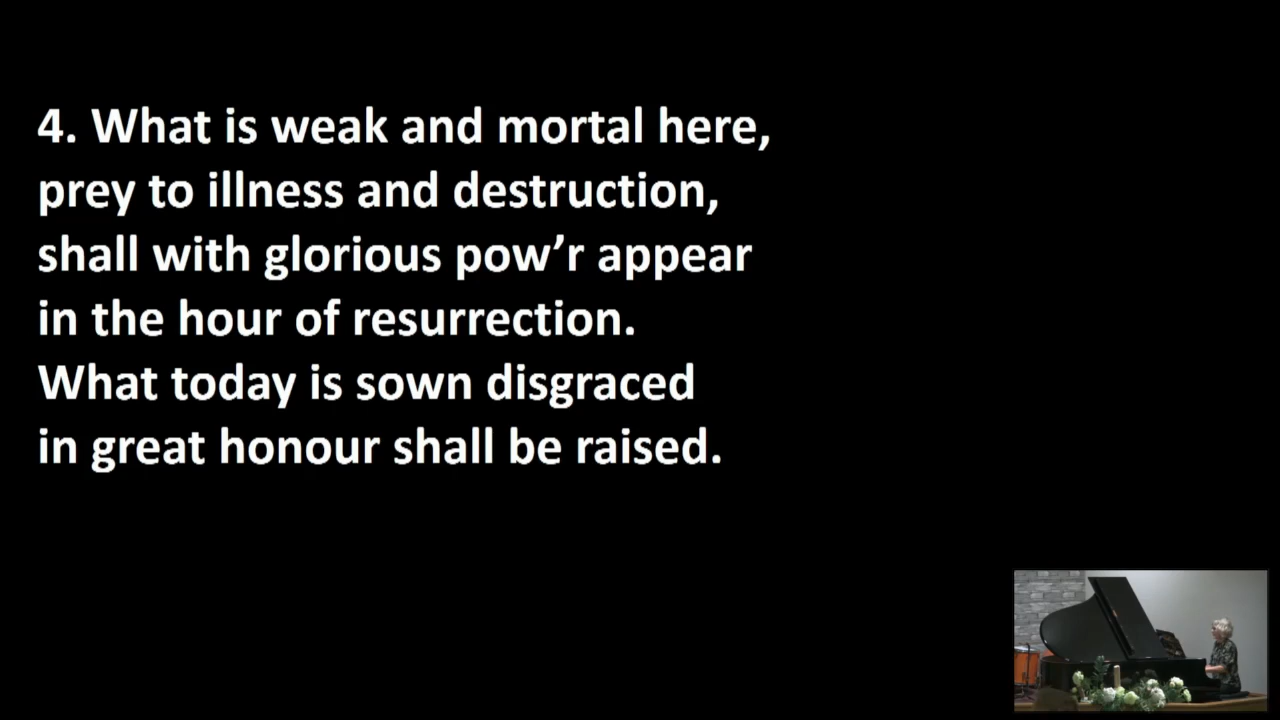 4. What is weak and mortal here,
prey to illness and destruction,
shall with glorious pow’r appear
in the hour of resurrection.
What today is sown disgraced
in great honour shall be raised.